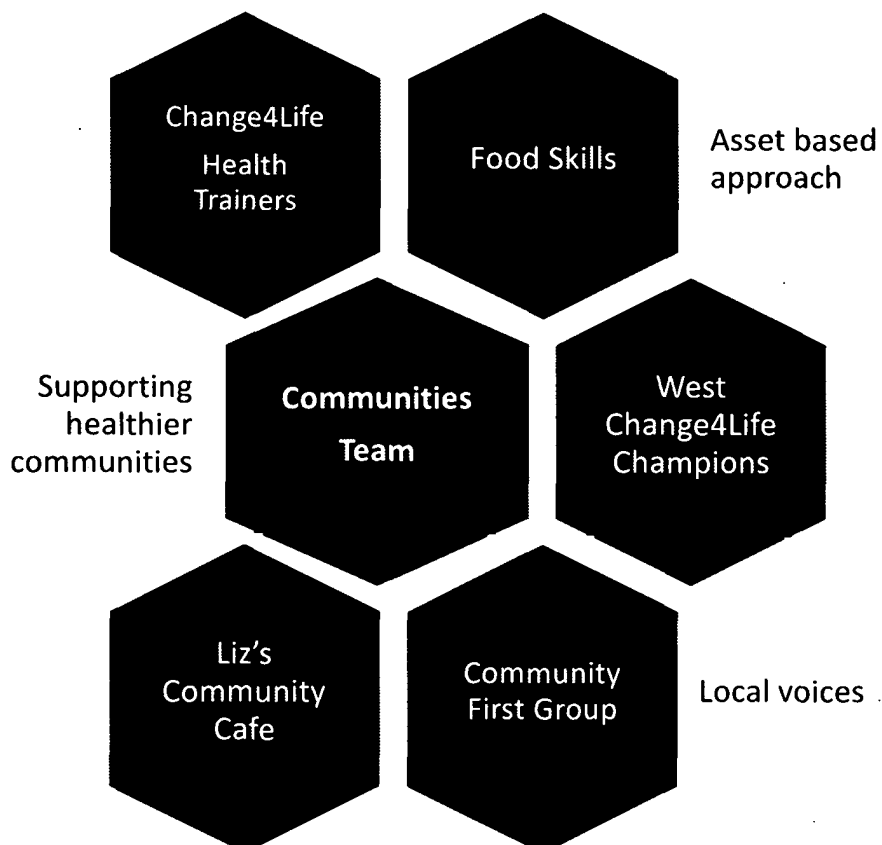 Change4Life
Health
Trainers
Food Skills
Asset based
approach
Supporting
healthier
communities
Communities
Team
West
Change4Life
Champions
Liz's
Community
Cafe
Community
First Group
Local voices